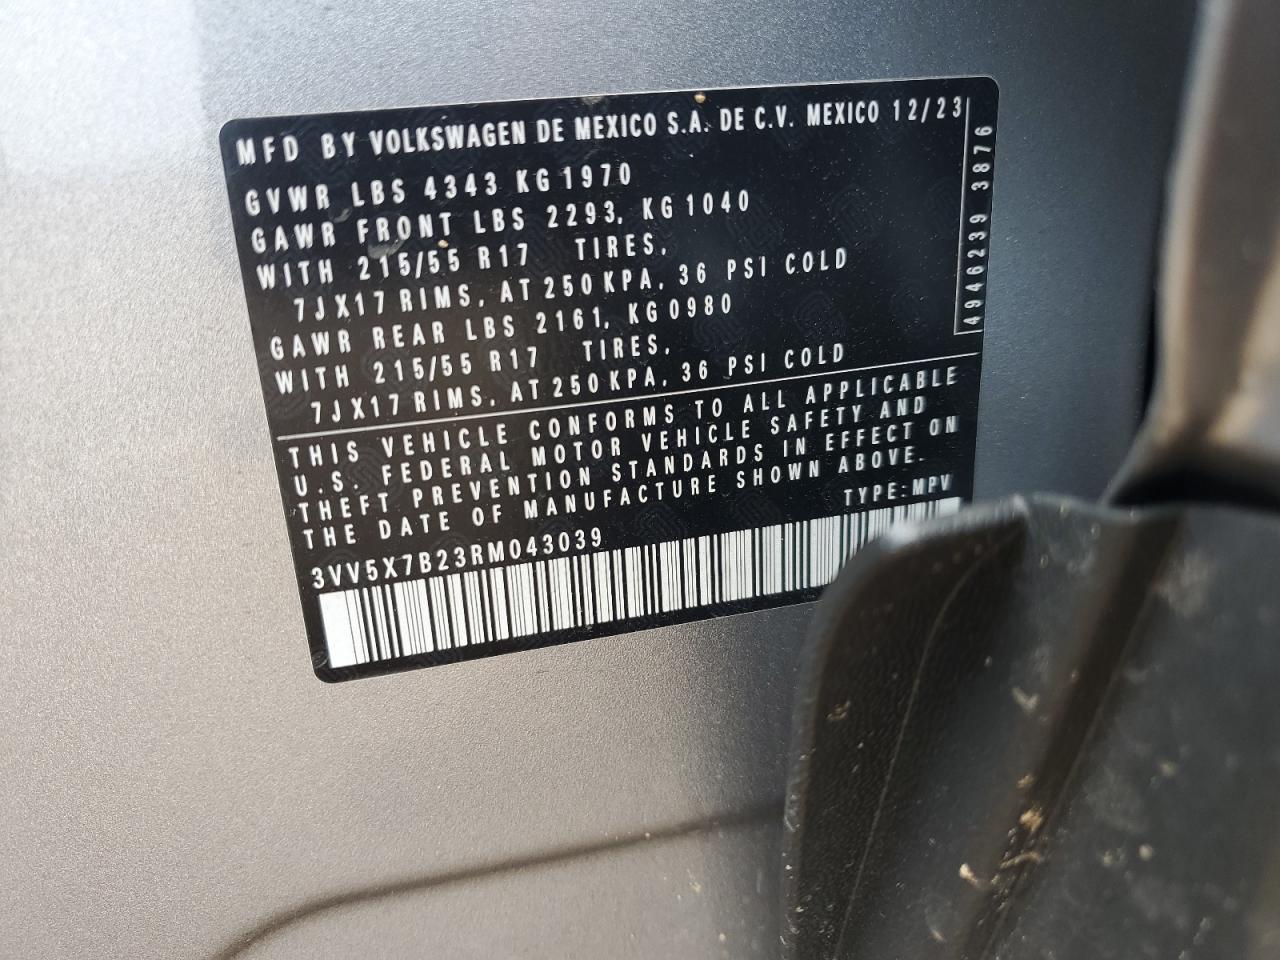 MFD BY VOLKSWAGEN DE MEXICO S.A. DE C.V. MEXICO 12/23
GVWR LBS 4343 KG 1970
GAWR FRONT LBS 2293, KG 1040
WITH 215/55 R17 TIRES,
7JX17 RIMS, AT 250 KPA, 36 PSI COLD
GAWR REAR LBS 2161, KG 0980
WITH 215/55 R17 TIRES,
7JX17 RIMS, AT 250 KPA, 36 PSI COLD
4946239 3876
THIS VEHICLE CONFORMS TO ALL APPLICABLE
U.S. FEDERAL MOTOR VEHICLE SAFETY AND
THEFT PREVENTION STANDARDS IN EFFECT ON
THE DATE OF MANUFACTURE SHOWN ABOVE.
3VV5X7B23RM043039 TYPE:MPV